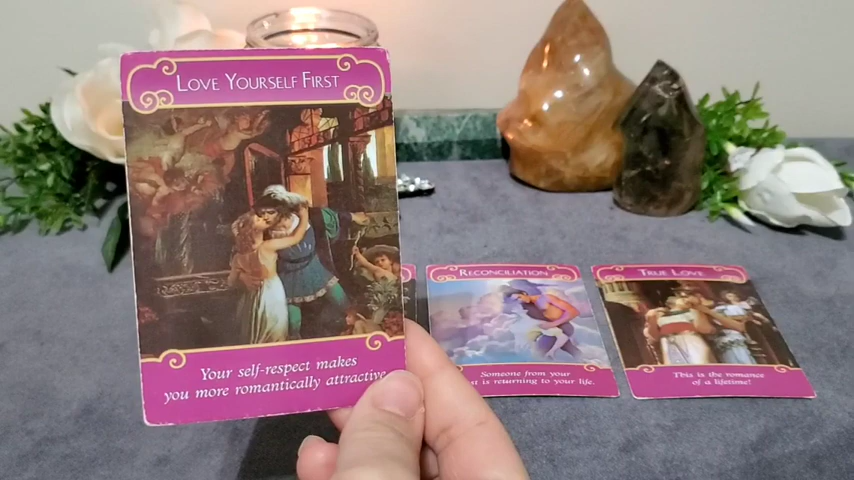 LOVE YOURSELF FIRST
Your self-respect makes
you more romantically attractive
RECONCILIATION
Someone from your
st is returning to your life.
TRUE LOVE
This is the romance
of a lifetime!